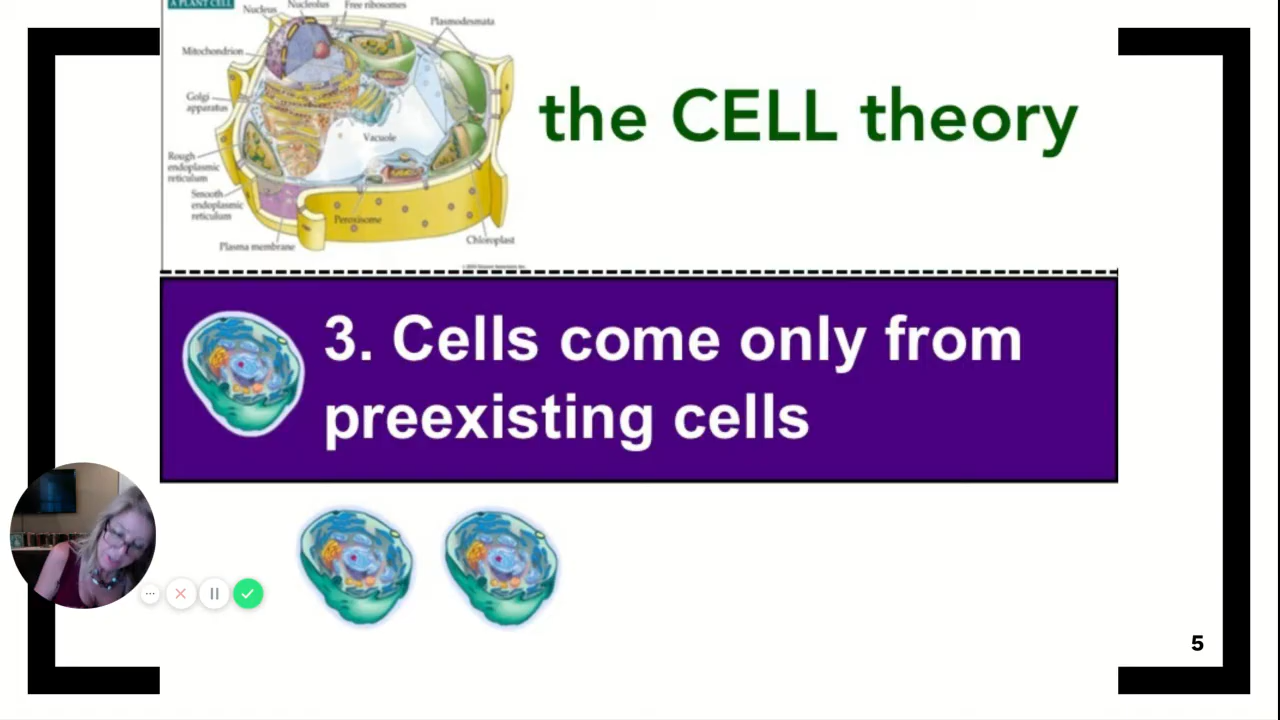 A PLANT CELL
Nucleus
Nucleolus
Free ribosomes
Plasmodesmata
Mitochondrion
Golgi
apparatus
Vacuole
Rough
endoplasmic
reticulum
Smooth
endoplasmic
reticulum
Peroxisome
Plasma membrane
Chloroplast
the CELL theory
3. Cells come only from
preexisting cells
5